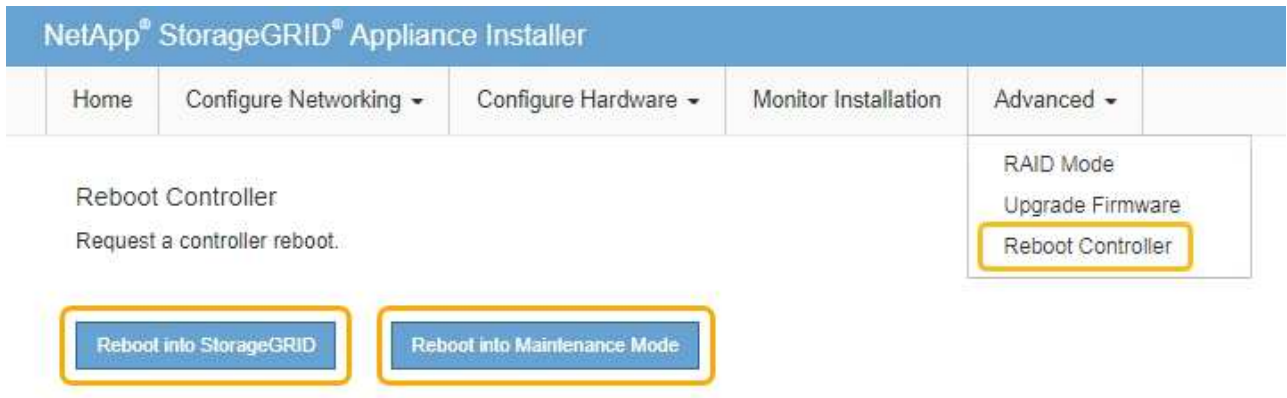 NetApp® StorageGRID® Appliance Installer
Home Configure Networking Configure Hardware Monitor Installation Advanced
RAID Mode
Upgrade Firmware
Reboot Controller
Reboot Controller
Request a controller reboot.
Reboot into StorageGRID Reboot into Maintenance Mode